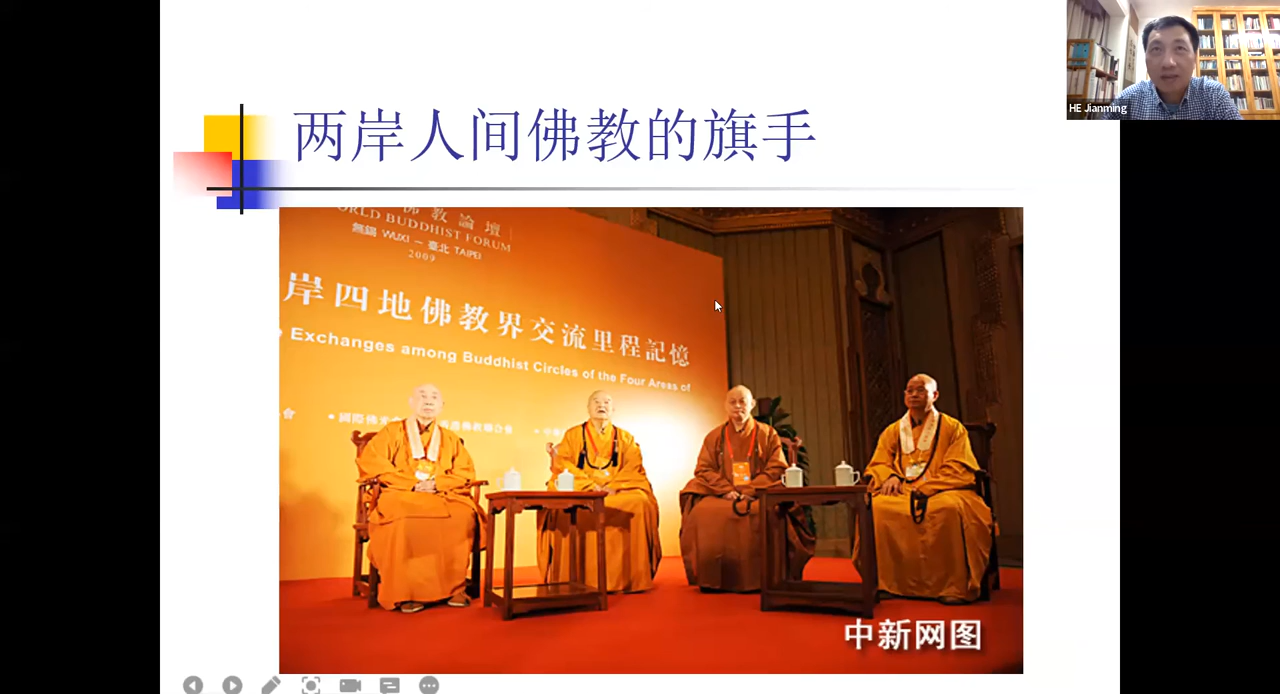 两岸人间佛教的旗手
HE Jianming
佛教論壇
ORLD BUDDHIST FORUM
無錫 WUXI — 臺北 TAIPEI
2009
岸四地佛教界交流里程記憶
Exchanges among Buddhist Circles of the Four Areas of
中新网图